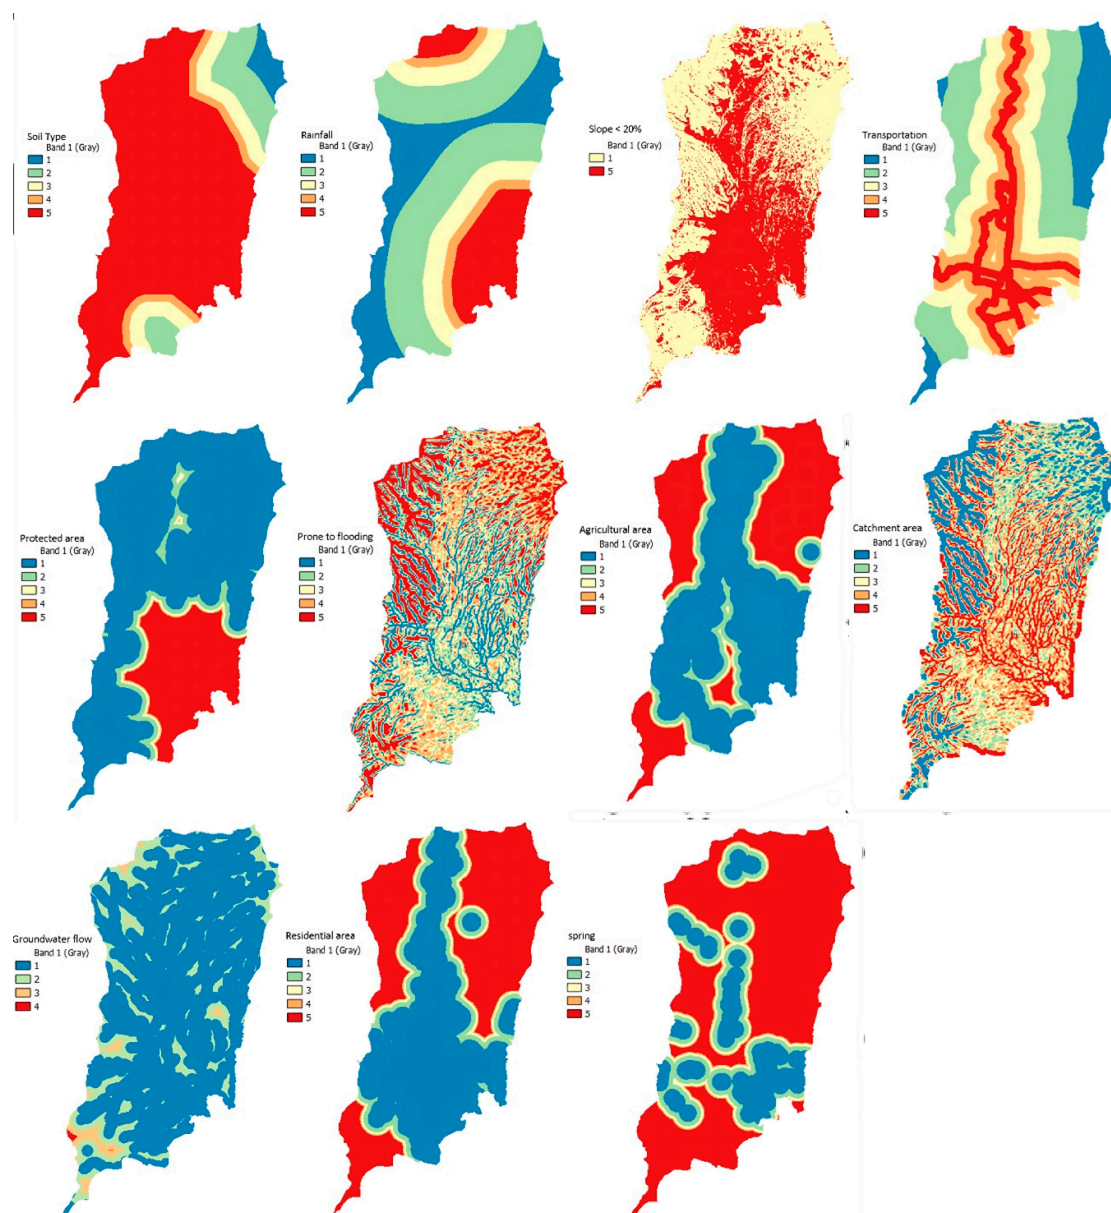 Soil Type
Band 1 (Gray)
1
2
3
4
5
Rainfall
Band 1 (Gray)
1
2
3
4
5
Slope < 20%
Band 1 (Gray)
1
5
Transportation
Band 1 (Gray)
1
2
3
4
5
Protected area
Band 1 (Gray)
1
2
3
4
5
Prone to flooding
Band 1 (Gray)
1
2
3
4
5
Agricultural area
Band 1 (Gray)
1
2
3
4
5
Catchment area
Band 1 (Gray)
1
2
3
4
5
Groundwater flow
Band 1 (Gray)
1
2
3
4
Residential area
Band 1 (Gray)
1
2
3
4
5
spring
Band 1 (Gray)
1
2
3
4
5